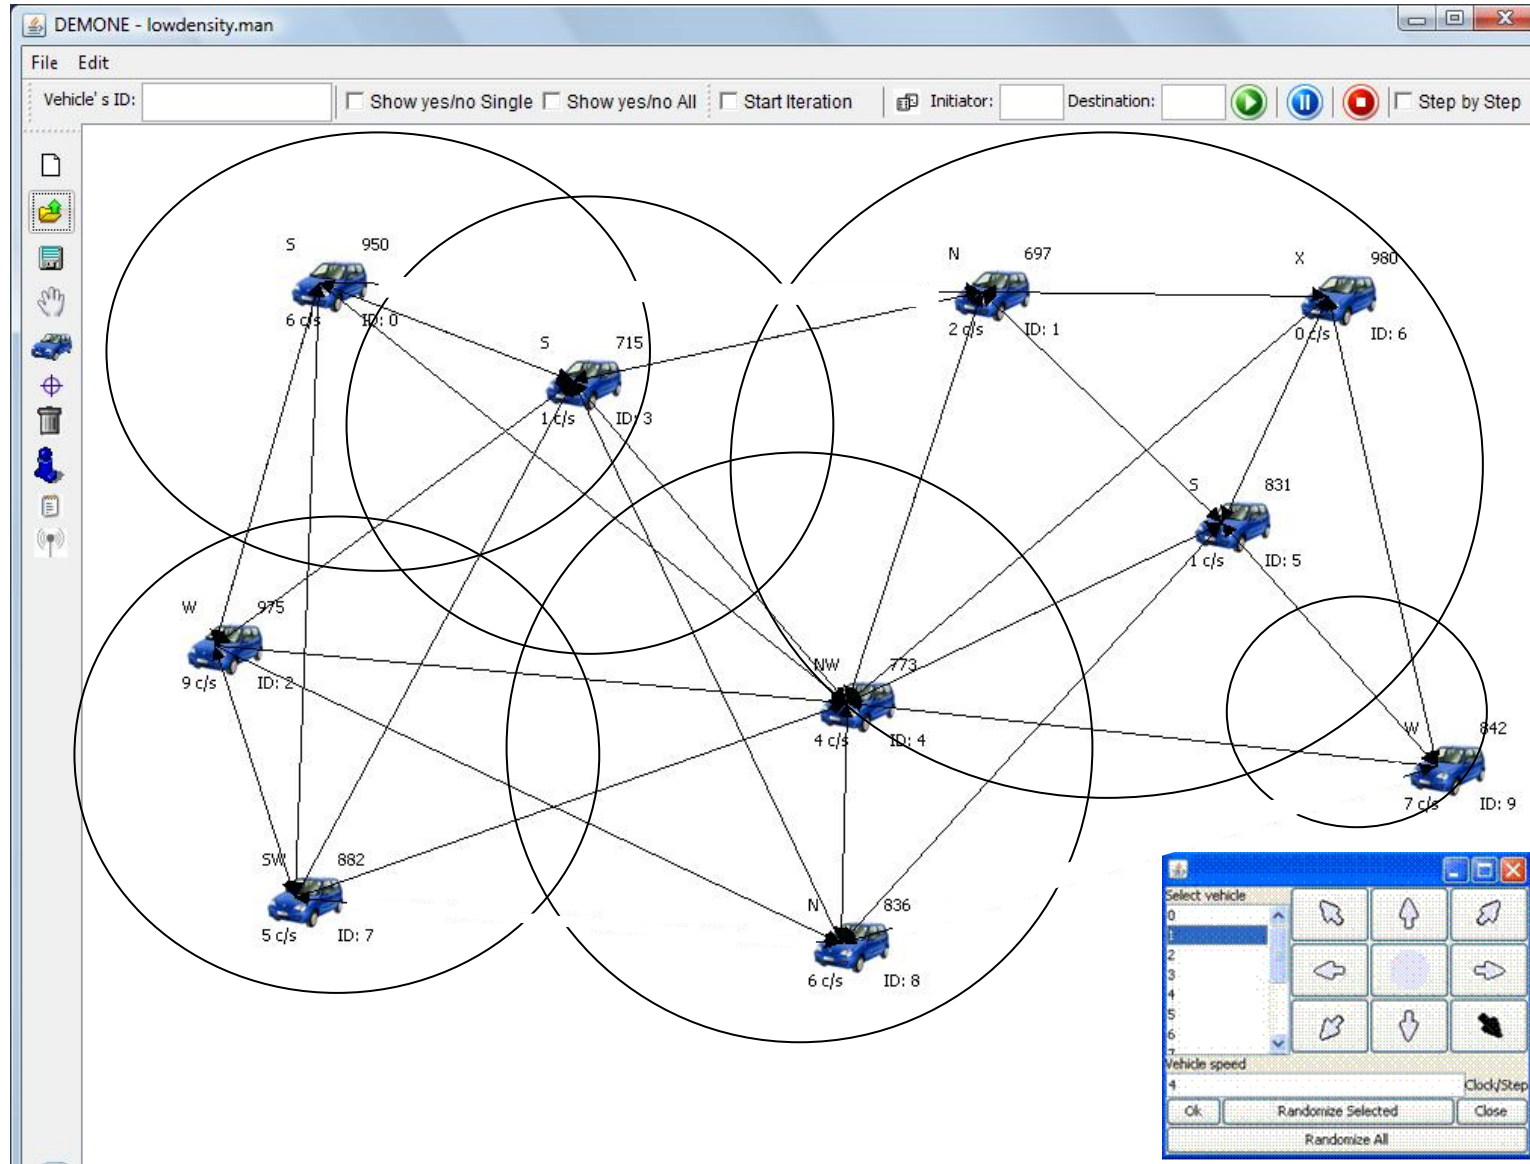 DEMONE - lowdensity.man
File Edit
Vehicle's ID: Show yes/no Single Show yes/no All Start Iteration Initiator: Destination: Step by Step
S 950
6 c/s ID: 0
N 697
2 c/s ID: 1
X 980
0 c/s ID: 6
S 715
1 c/s ID: 3
S 831
1 c/s ID: 5
W 975
9 c/s ID: 2
NW 773
4 c/s ID: 4
W 842
7 c/s ID: 9
SW 882
5 c/s ID: 7
N 836
6 c/s ID: 8
Select vehicle
0
1
2
3
4
5
6
7
Vehicle speed
4 Clock/Step
Ok Randomize Selected Close
Randomize All